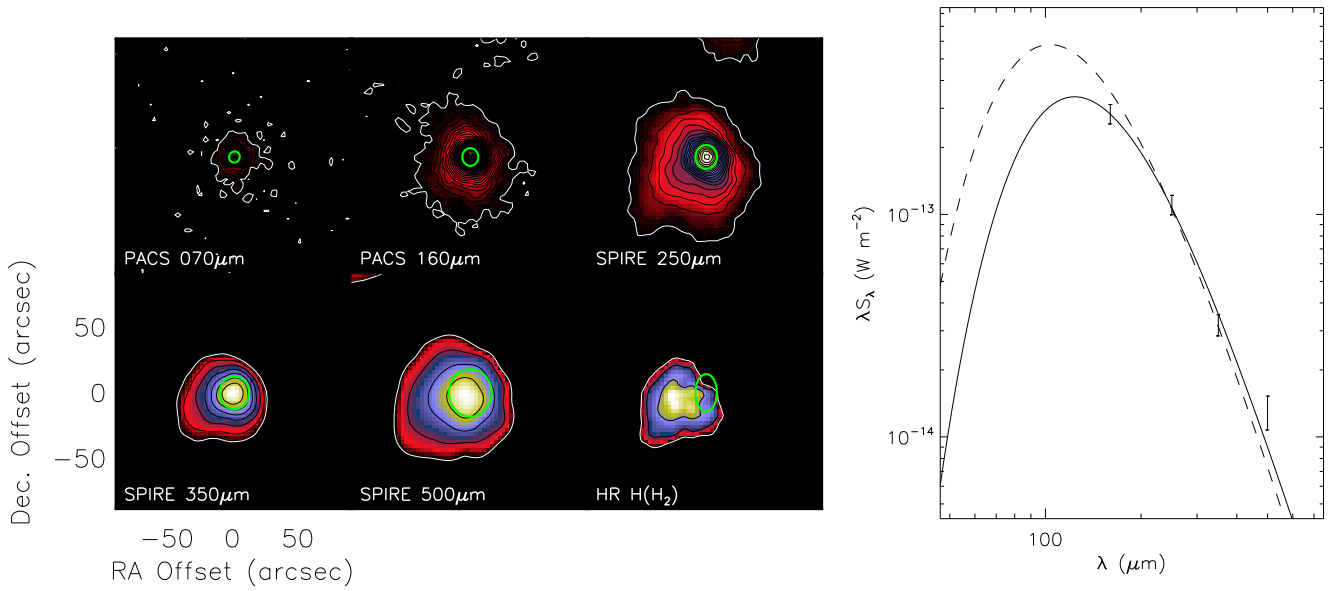 PACS 070μm
PACS 160μm
SPIRE 250μm
SPIRE 350μm
SPIRE 500μm
HR H(H₂)
Dec. Offset (arcsec)
50
0
−50
−50 0 50
RA Offset (arcsec)
λS_λ (W m⁻²)
10⁻¹³
10⁻¹⁴
100
λ (μm)